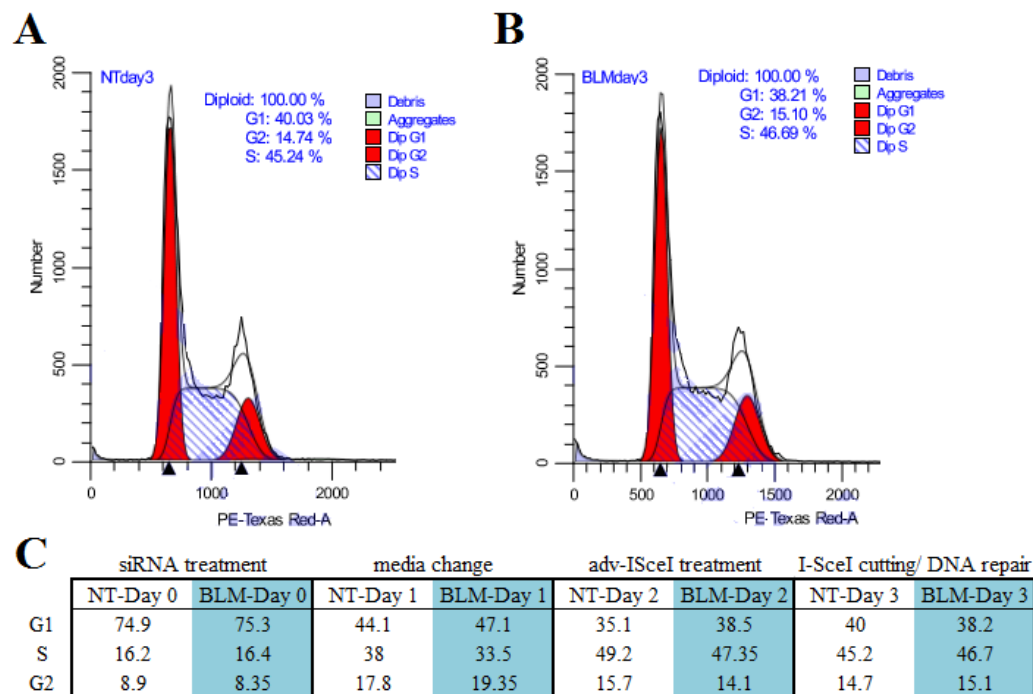 A
NTday3
Diploid: 100.00 %
G1: 40.03 %
G2: 14.74 %
S: 45.24 %
Debris
Aggregates
Dip G1
Dip G2
Dip S
Number
2000
1500
1000
500
0
0 1000 2000
PE-Texas Red-A
B
BLMday3
Diploid: 100.00 %
G1: 38.21 %
G2: 15.10 %
S: 46.69 %
Debris
Aggregates
Dip G1
Dip G2
Dip S
Number
2000
1500
1000
500
0
0 500 1000 1500 2000
PE-Texas Red-A
C
siRNA treatment media change adv-ISceI treatment I-SceI cutting/ DNA repair
NT-Day 0 BLM-Day 0 NT-Day 1 BLM-Day 1 NT-Day 2 BLM-Day 2 NT-Day 3 BLM-Day 3
G1 74.9 75.3 44.1 47.1 35.1 38.5 40 38.2
S 16.2 16.4 38 33.5 49.2 47.35 45.2 46.7
G2 8.9 8.35 17.8 19.35 15.7 14.1 14.7 15.1